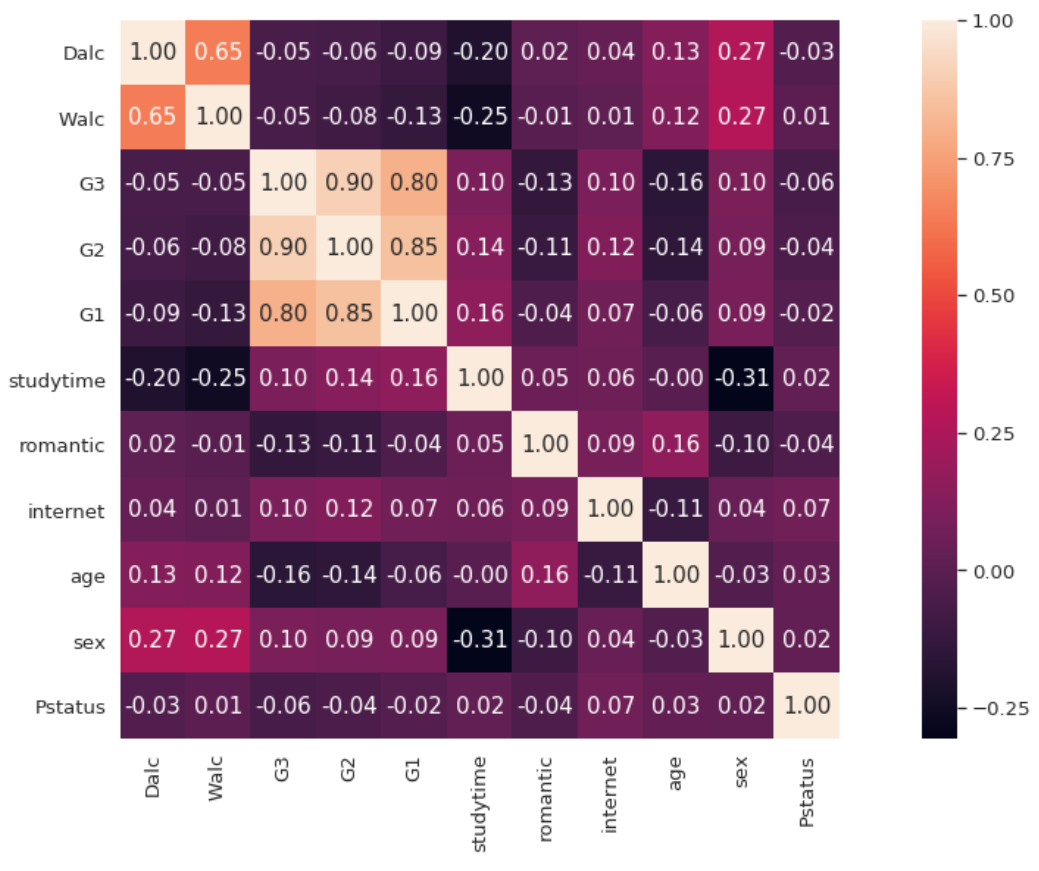 Dalc 1.00 0.65 -0.05 -0.06 -0.09 -0.20 0.02 0.04 0.13 0.27 -0.03
Walc 0.65 1.00 -0.05 -0.08 -0.13 -0.25 -0.01 0.01 0.12 0.27 0.01
G3 -0.05 -0.05 1.00 0.90 0.80 0.10 -0.13 0.10 -0.16 0.10 -0.06
G2 -0.06 -0.08 0.90 1.00 0.85 0.14 -0.11 0.12 -0.14 0.09 -0.04
G1 -0.09 -0.13 0.80 0.85 1.00 0.16 -0.04 0.07 -0.06 0.09 -0.02
studytime -0.20 -0.25 0.10 0.14 0.16 1.00 0.05 0.06 -0.00 -0.31 0.02
romantic 0.02 -0.01 -0.13 -0.11 -0.04 0.05 1.00 0.09 0.16 -0.10 -0.04
internet 0.04 0.01 0.10 0.12 0.07 0.06 0.09 1.00 -0.11 0.04 0.07
age 0.13 0.12 -0.16 -0.14 -0.06 -0.00 0.16 -0.11 1.00 -0.03 0.03
sex 0.27 0.27 0.10 0.09 0.09 -0.31 -0.10 0.04 -0.03 1.00 0.02
Pstatus -0.03 0.01 -0.06 -0.04 -0.02 0.02 -0.04 0.07 0.03 0.02 1.00
Dalc Walc G3 G2 G1 studytime romantic internet age sex Pstatus
1.00
0.75
0.50
0.25
0.00
−0.25